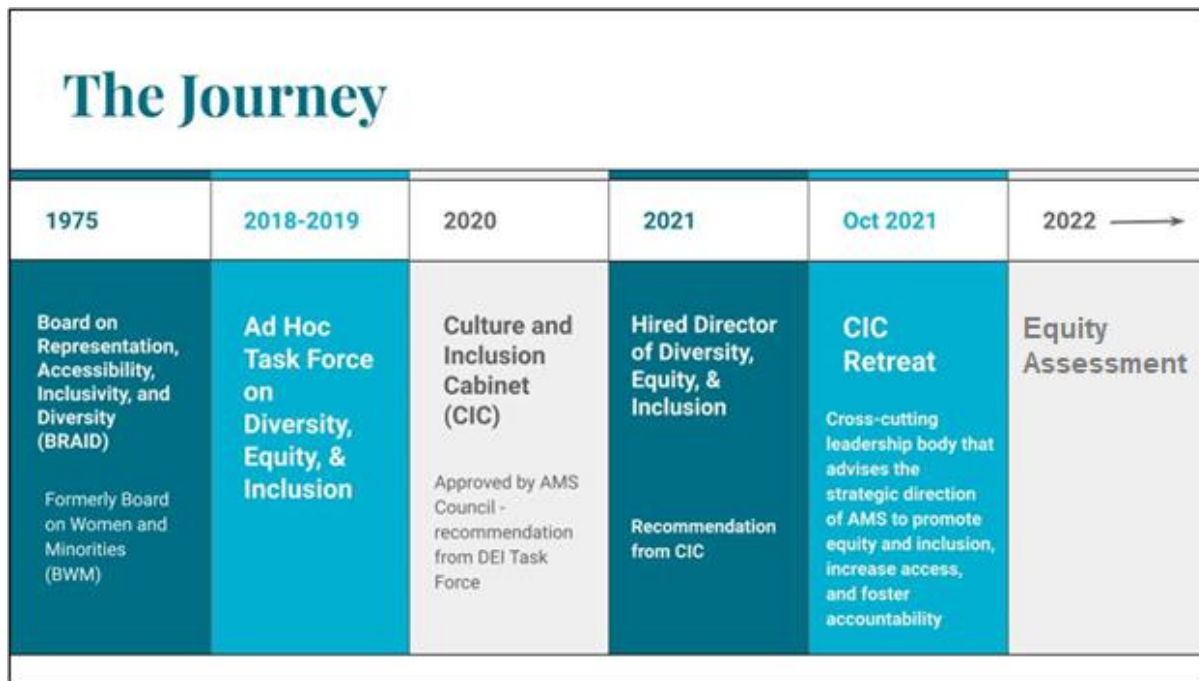 The Journey
1975
2018-2019
2020
2021
Oct 2021
2022
Board on
Representation,
Accessibility,
Inclusivity, and
Diversity
(BRAID)
Formerly Board
on Women and
Minorities
(BWM)
Ad Hoc
Task Force
on
Diversity,
Equity, &
Inclusion
Culture and
Inclusion
Cabinet
(CIC)
Approved by AMS
Council -
recommendation
from DEI Task
Force
Hired Director
of Diversity,
Equity, &
Inclusion
Recommendation
from CIC
CIC
Retreat
Cross-cutting
leadership body that
advises the
strategic direction
of AMS to promote
equity and inclusion,
increase access,
and foster
accountability
Equity
Assessment